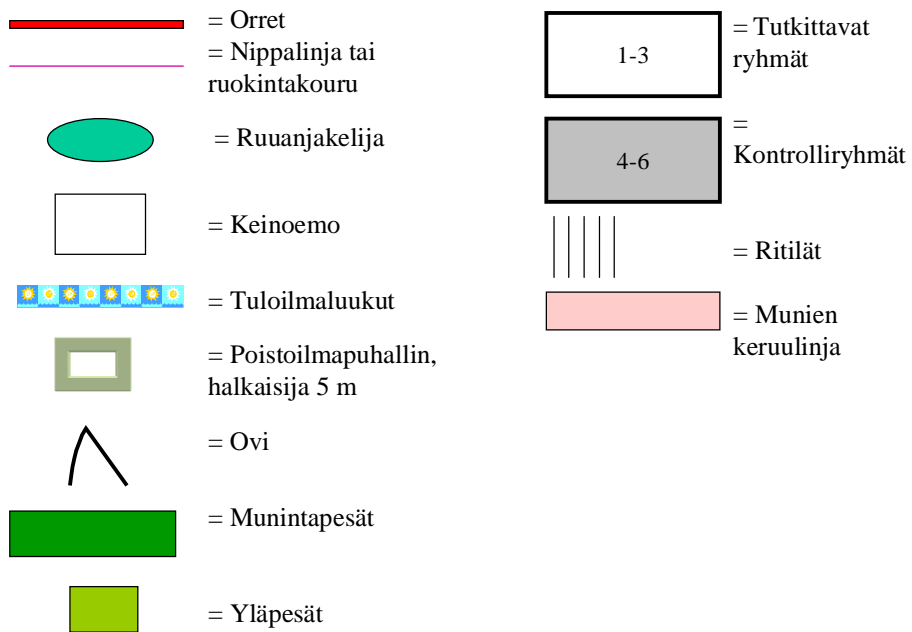 = Orret
= Nippalinja tai
ruokintakouru
= Ruuanjakelija
= Keinoemo
= Tuloilmaluukut
= Poistoilmapuhallin,
halkaisija 5 m
= Ovi
= Munintapesät
= Yläpesät
1-3
= Tutkittavat
ryhmät
4-6
=
Kontrolliryhmät
= Ritilät
= Munien
keruulinja